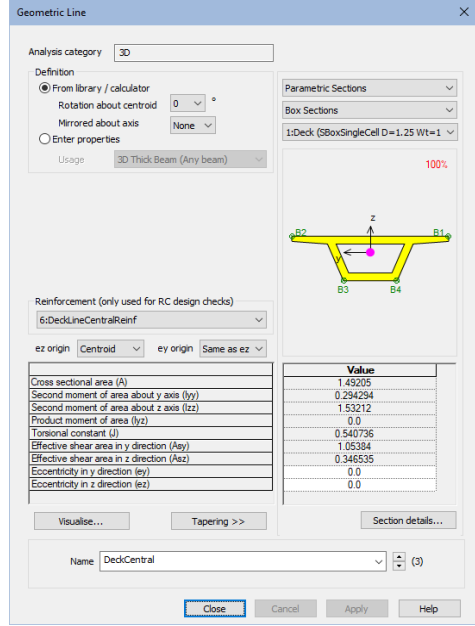 Geometric Line
Analysis category 3D
Definition
From library / calculator
Rotation about centroid 0 °
Mirrored about axis None
Enter properties
Usage 3D Thick Beam (Any beam)
Parametric Sections
Box Sections
1:Deck (SBoxSingleCell D=1.25 Wt=1
100%
z
B2 B1
y
B3 B4
Reinforcement (only used for RC design checks)
6:DeckLineCentralReinf
ez origin Centroid ey origin Same as ez
Value
Cross sectional area (A) 1.49205
Second moment of area about y axis (Iyy) 0.294294
Second moment of area about z axis (Izz) 1.53212
Product moment of area (Iyz) 0.0
Torsional constant (J) 0.540736
Effective shear area in y direction (Asy) 1.05384
Effective shear area in z direction (Asz) 0.346535
Eccentricity in y direction (ey) 0.0
Eccentricity in z direction (ez) 0.0
Visualise... Tapering >> Section details...
Name DeckCentral (3)
Close Cancel Apply Help